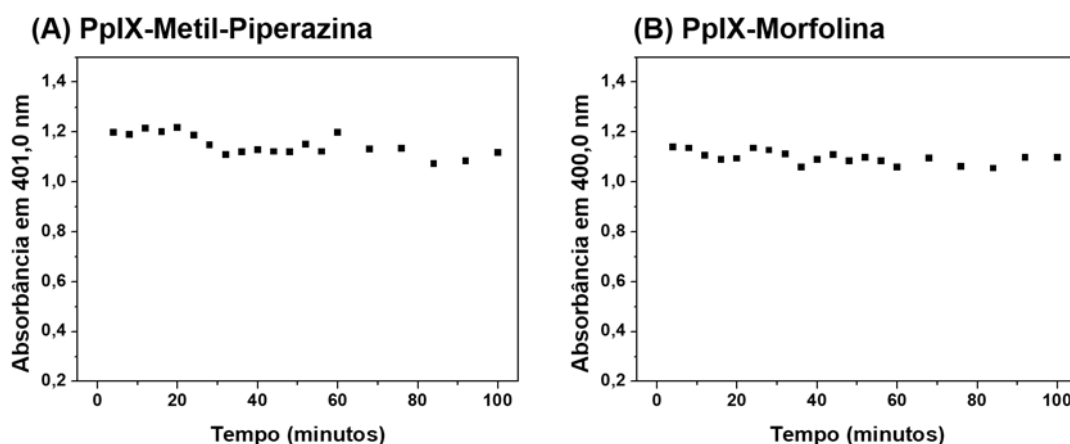 (A) PpIX-Metil-Piperazina
Absorbância em 401,0 nm
1,4
1,2
1,0
0,8
0,6
0,4
0,2
0 20 40 60 80 100
Tempo (minutos)
(B) PpIX-Morfolina
Absorbância em 400,0 nm
1,4
1,2
1,0
0,8
0,6
0,4
0,2
0 20 40 60 80 100
Tempo (minutos)